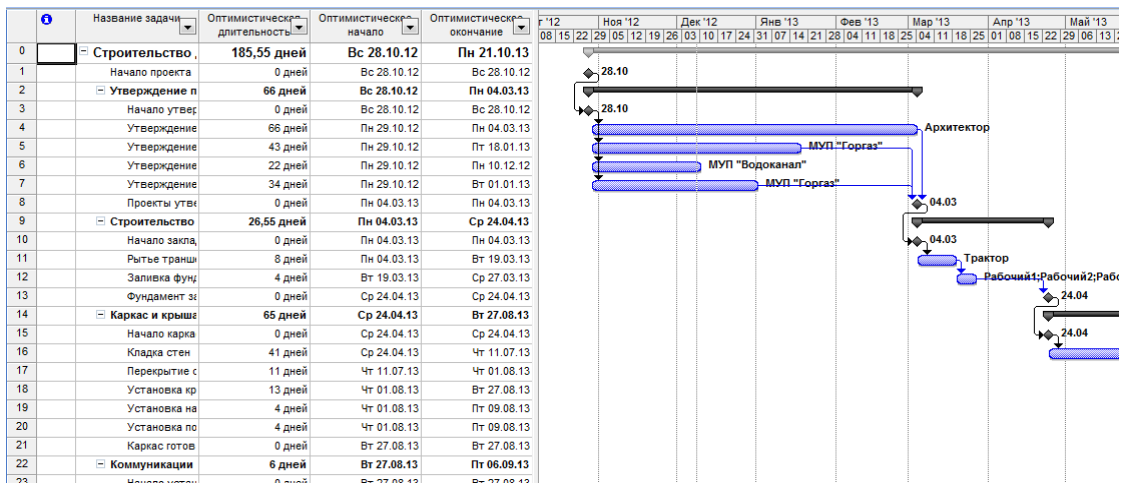 Название задачи Оптимистическая длительность Оптимистическое начало Оптимистическое окончание
'12 Ноя '12 Дек '12 Янв '13 Фев '13 Мар '13 Апр '13 Май '13
08 15 22 29 05 12 19 26 03 10 17 24 31 07 14 21 28 04 11 18 25 04 11 18 25 01 08 15 22 29 06 13
0 Строительство 185,55 дней Вс 28.10.12 Пн 21.10.13
1 Начало проекта 0 дней Вс 28.10.12 Вс 28.10.12 28.10
2 Утверждение п 66 дней Вс 28.10.12 Пн 04.03.13
3 Начало утвер 0 дней Вс 28.10.12 Вс 28.10.12 28.10
4 Утверждение 66 дней Пн 29.10.12 Пн 04.03.13 Архитектор
5 Утверждение 43 дней Пн 29.10.12 Пт 18.01.13 МУП "Горгаз"
6 Утверждение 22 дней Пн 29.10.12 Пн 10.12.12 МУП "Водоканал"
7 Утверждение 34 дней Пн 29.10.12 Вт 01.01.13 МУП "Горгаз"
8 Проекты утве 0 дней Пн 04.03.13 Пн 04.03.13 04.03
9 Строительство 26,55 дней Пн 04.03.13 Ср 24.04.13
10 Начало закла 0 дней Пн 04.03.13 Пн 04.03.13 04.03
11 Рытье транше 8 дней Пн 04.03.13 Вт 19.03.13 Трактор
12 Заливка фунд 4 дней Вт 19.03.13 Ср 27.03.13 Рабочий1;Рабочий2;Рабо
13 Фундамент за 0 дней Ср 24.04.13 Ср 24.04.13 24.04
14 Каркас и крыша 65 дней Ср 24.04.13 Вт 27.08.13
15 Начало карка 0 дней Ср 24.04.13 Ср 24.04.13 24.04
16 Кладка стен 41 дней Ср 24.04.13 Чт 11.07.13
17 Перекрытие с 11 дней Чт 11.07.13 Чт 01.08.13
18 Установка кр 13 дней Чт 01.08.13 Вт 27.08.13
19 Установка на 4 дней Чт 01.08.13 Пт 09.08.13
20 Установка по 4 дней Чт 01.08.13 Пт 09.08.13
21 Каркас готов 0 дней Вт 27.08.13 Вт 27.08.13
22 Коммуникации 6 дней Вт 27.08.13 Пт 06.09.13
23 Начало устан 0 дней Вт 27.08.13 Вт 27.08.13